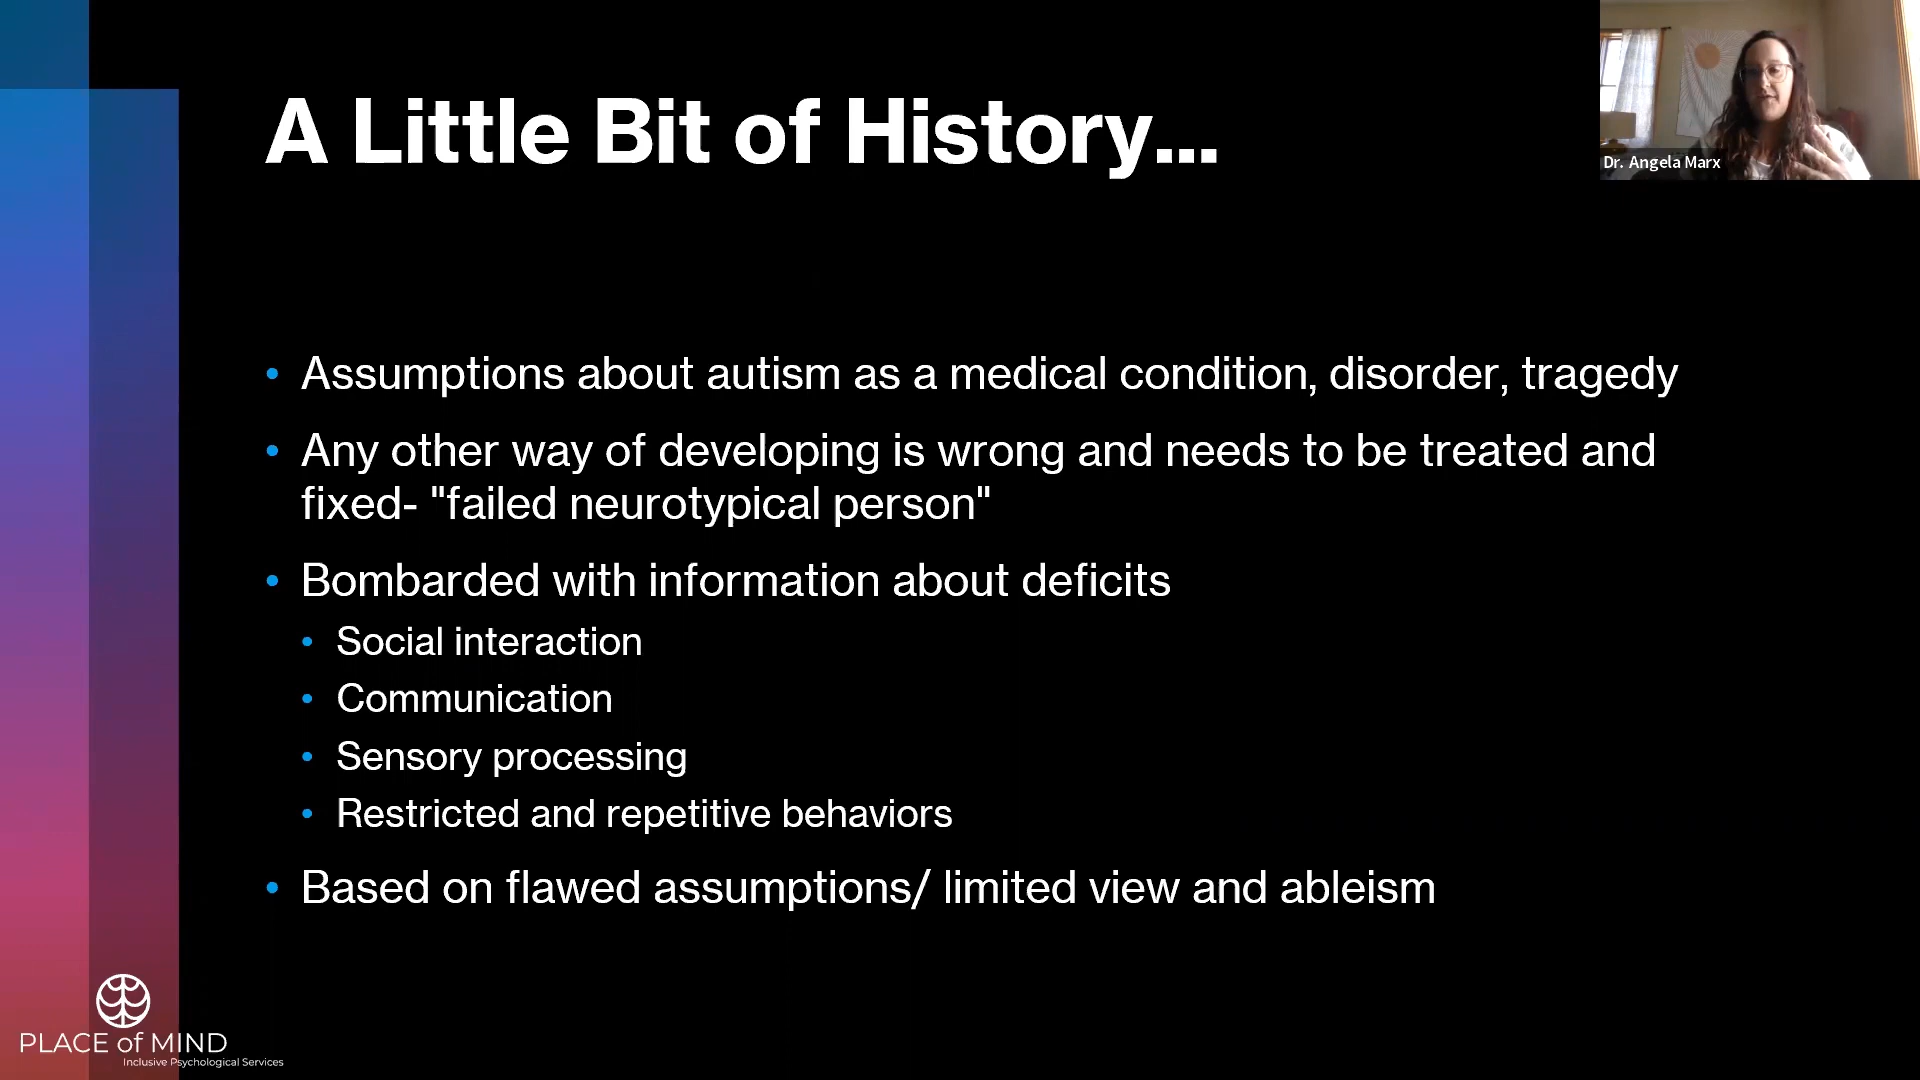 A Little Bit of History...
Dr. Angela Marx
Assumptions about autism as a medical condition, disorder, tragedy
Any other way of developing is wrong and needs to be treated and
fixed- "failed neurotypical person"
Bombarded with information about deficits
Social interaction
Communication
Sensory processing
Restricted and repetitive behaviors
Based on flawed assumptions/ limited view and ableism
PLACE of MIND
Inclusive Psychological Services